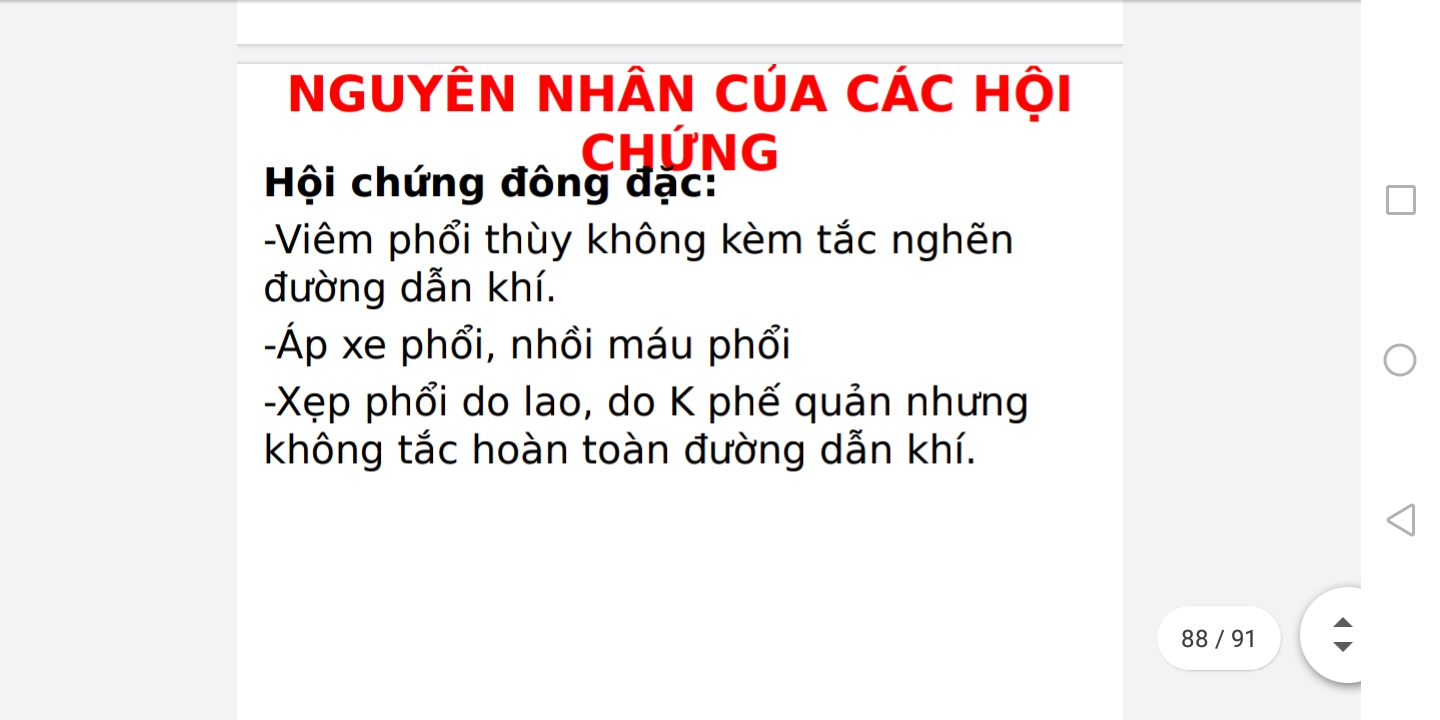 NGUYÊN NHÂN CỦA CÁC HỘI
CHỨNG
Hội chứng đông đặc:
-Viêm phổi thùy không kèm tắc nghẽn
đường dẫn khí.
-Áp xe phổi, nhồi máu phổi
-Xẹp phổi do lao, do K phế quản nhưng
không tắc hoàn toàn đường dẫn khí.
88 / 91